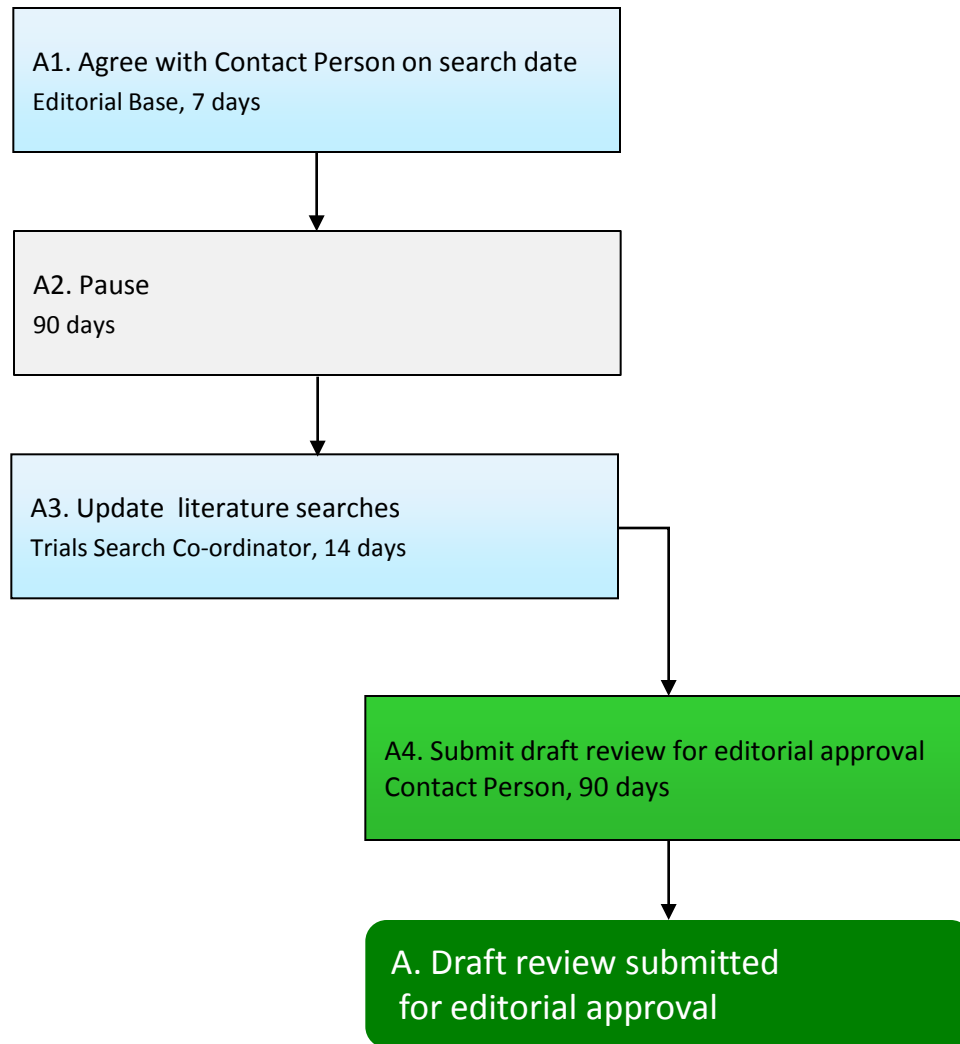 A1. Agree with Contact Person on search date
Editorial Base, 7 days
A2. Pause
90 days
A3. Update  literature searches
Trials Search Co-ordinator, 14 days
A4. Submit draft review for editorial approval
Contact Person, 90 days
A. Draft review submitted
for editorial approval